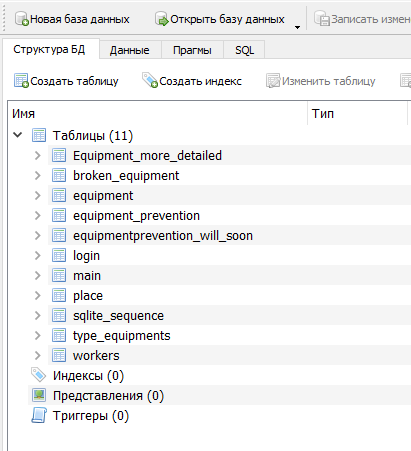 Новая база данных Открыть базу данных Записать измен
Структура БД Данные Прагмы SQL
Создать таблицу Создать индекс Изменить таблицу
Имя Тип
Таблицы (11)
Equipment_more_detailed
broken_equipment
equipment
equipment_prevention
equipmentprevention_will_soon
login
main
place
sqlite_sequence
type_equipments
workers
Индексы (0)
Представления (0)
Триггеры (0)